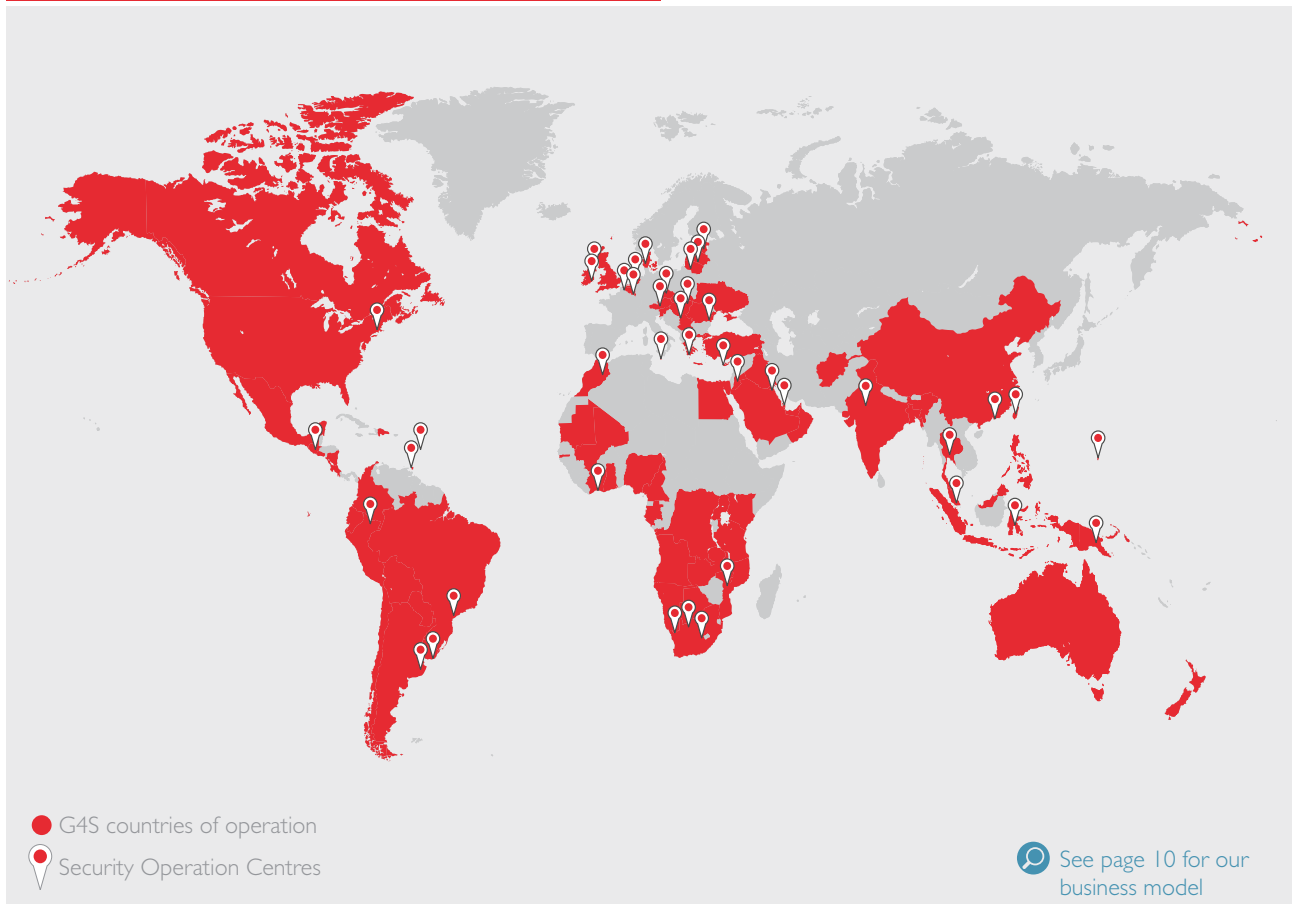 G4S countries of operation
Security Operation Centres
See page 10 for our
business model